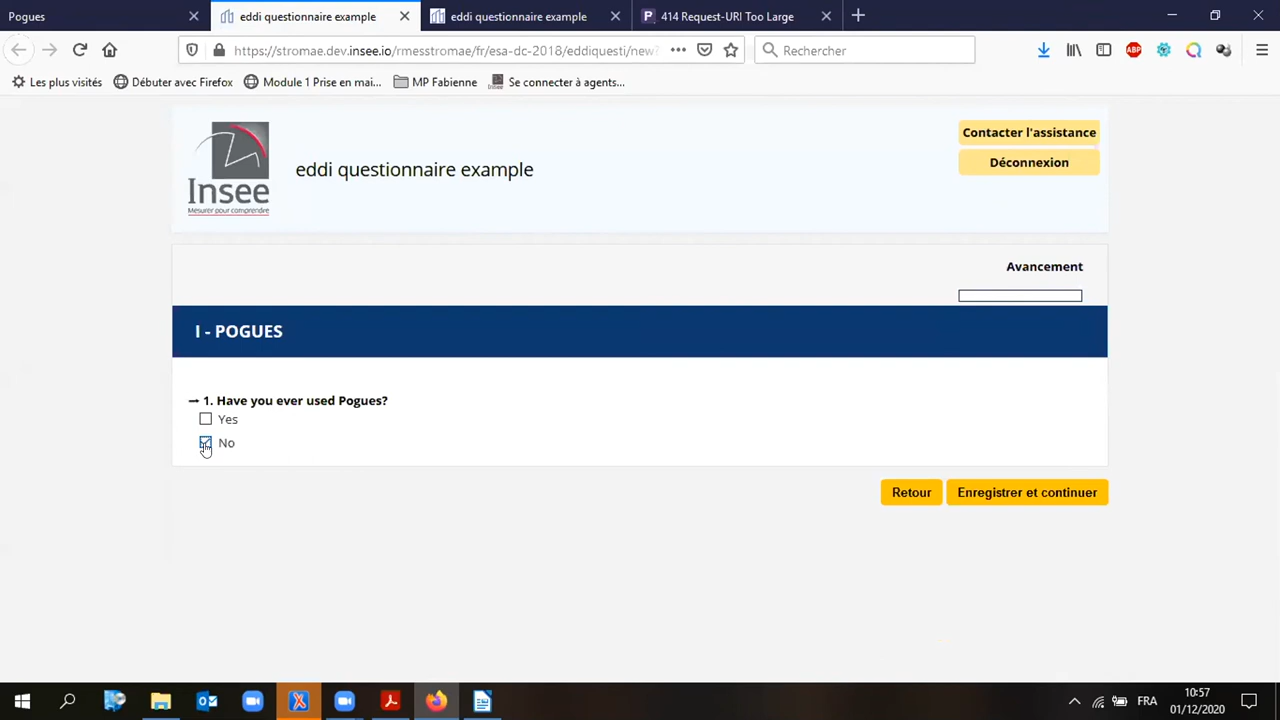 Pogues
eddi questionnaire example
eddi questionnaire example
414 Request-URI Too Large
https://stromae.dev.insee.io/rmesstromae/fr/esa-dc-2018/eddiquesti/new?
Rechercher
ABP
Les plus visités
Débuter avec Firefox
Module 1 Prise en mai...
MP Fabienne
Se connecter à agents...
Insee
Mesurer pour comprendre
eddi questionnaire example
Contacter l'assistance
Déconnexion
Avancement
I - POGUES
1. Have you ever used Pogues?
Yes
No
Retour
Enregistrer et continuer
FRA
10:57
01/12/2020